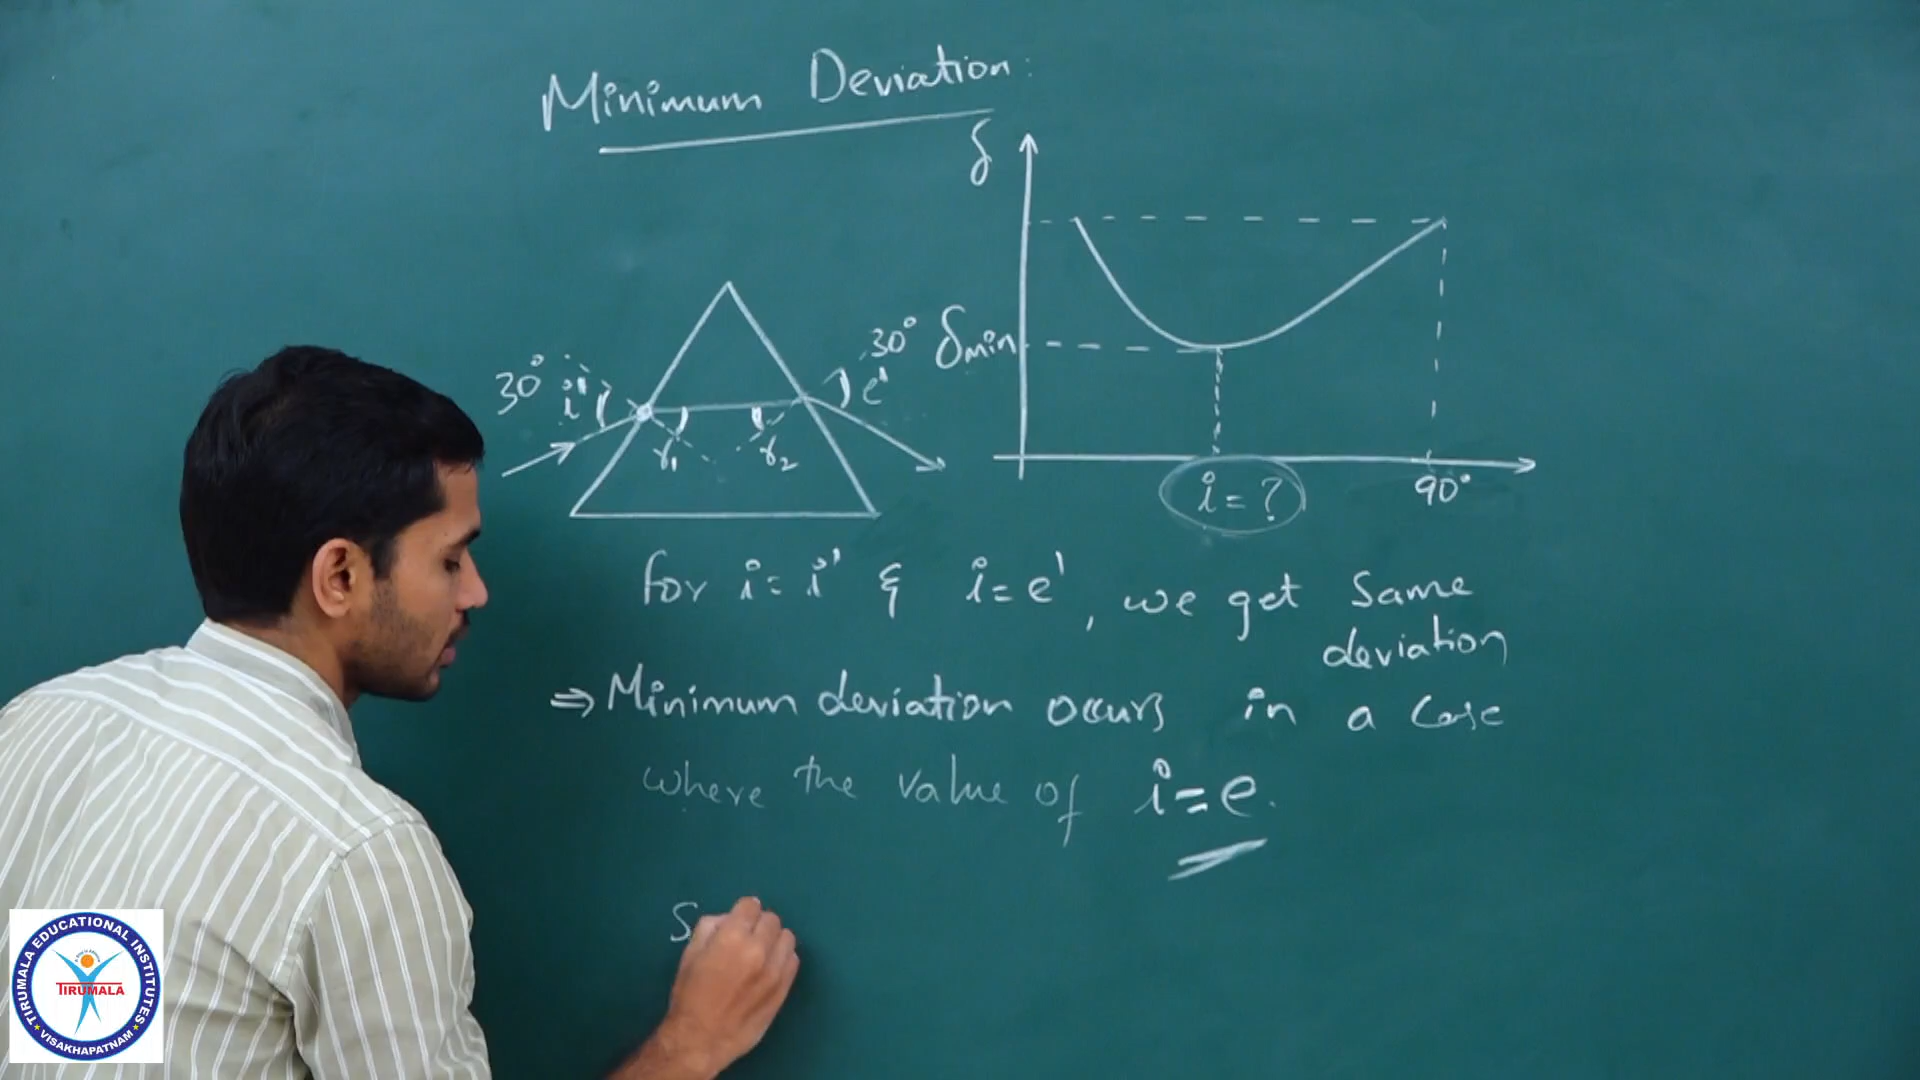 Minimum Deviation:
δ
30° i' 30° e' δmin
r₁ r₂
i = ? 90°
for i = i' & i = e', we get same
deviation
⇒ Minimum deviation occurs in a case
where the value of i = e.
S
TIRUMALA EDUCATIONAL INSTITUTES
TIRUMALA
★ VISAKHAPATNAM ★